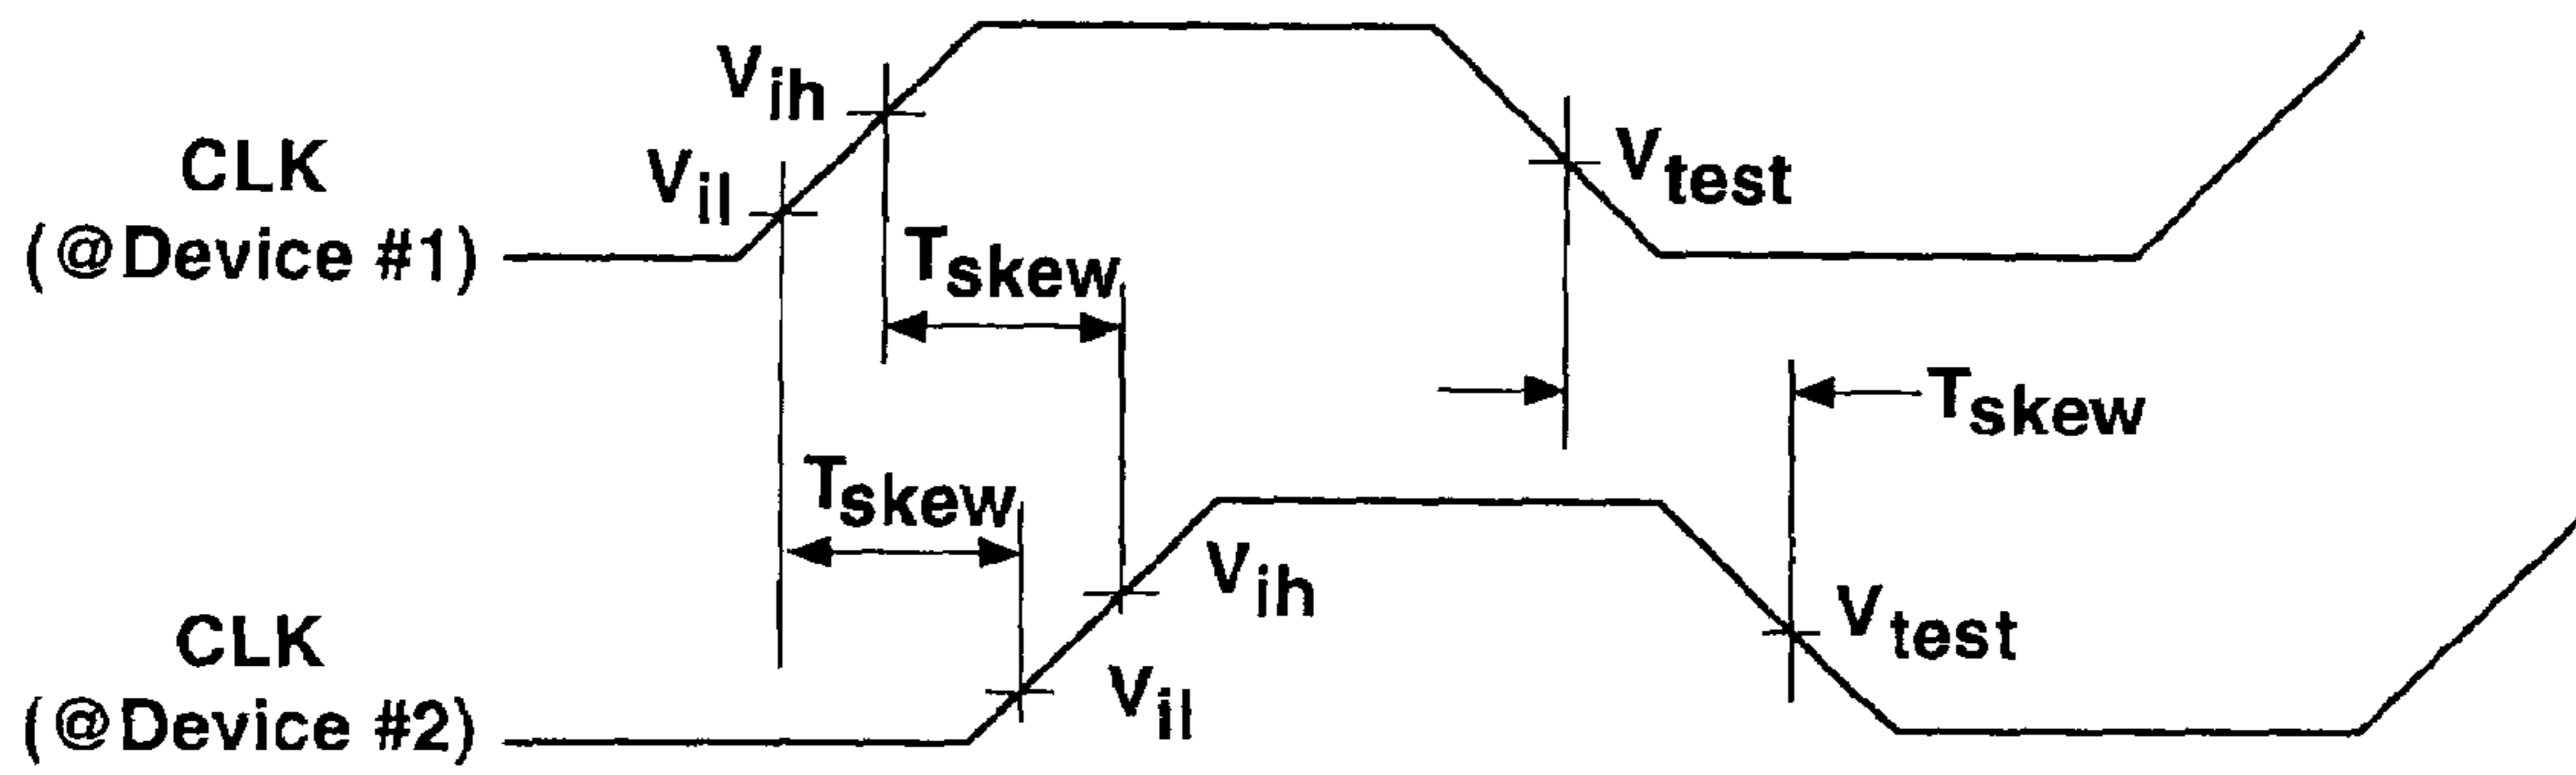 Vih
Vil
CLK
(@Device #1)
Vtest
Tskew
Tskew
Tskew
Vih
Vtest
CLK
(@Device #2)
Vil